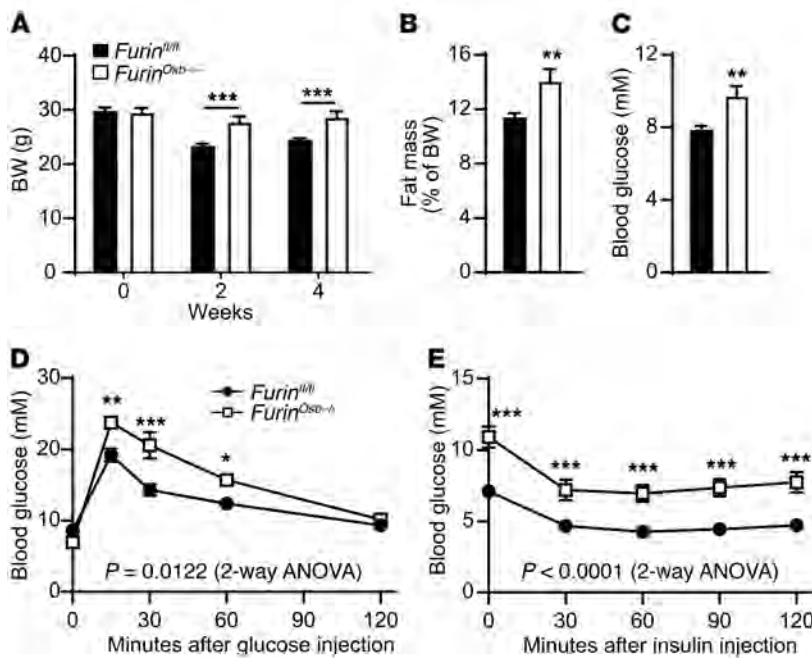 A
Furin fl/fl
Furin Osb–/–
BW (g)
40
30
20
10
0
***
***
0
2
4
Weeks
B
Fat mass
(% of BW)
16
12
8
4
0
**
C
Blood glucose (mM)
12
8
4
0
**
D
Blood glucose (mM)
30
20
10
0
**
***
*
Furin fl/fl
Furin Osb–/–
P = 0.0122 (2-way ANOVA)
0 30 60 90 120
Minutes after glucose injection
E
Blood glucose (mM)
15
10
5
0
***
***
***
***
***
P < 0.0001 (2-way ANOVA)
0 30 60 90 120
Minutes after insulin injection